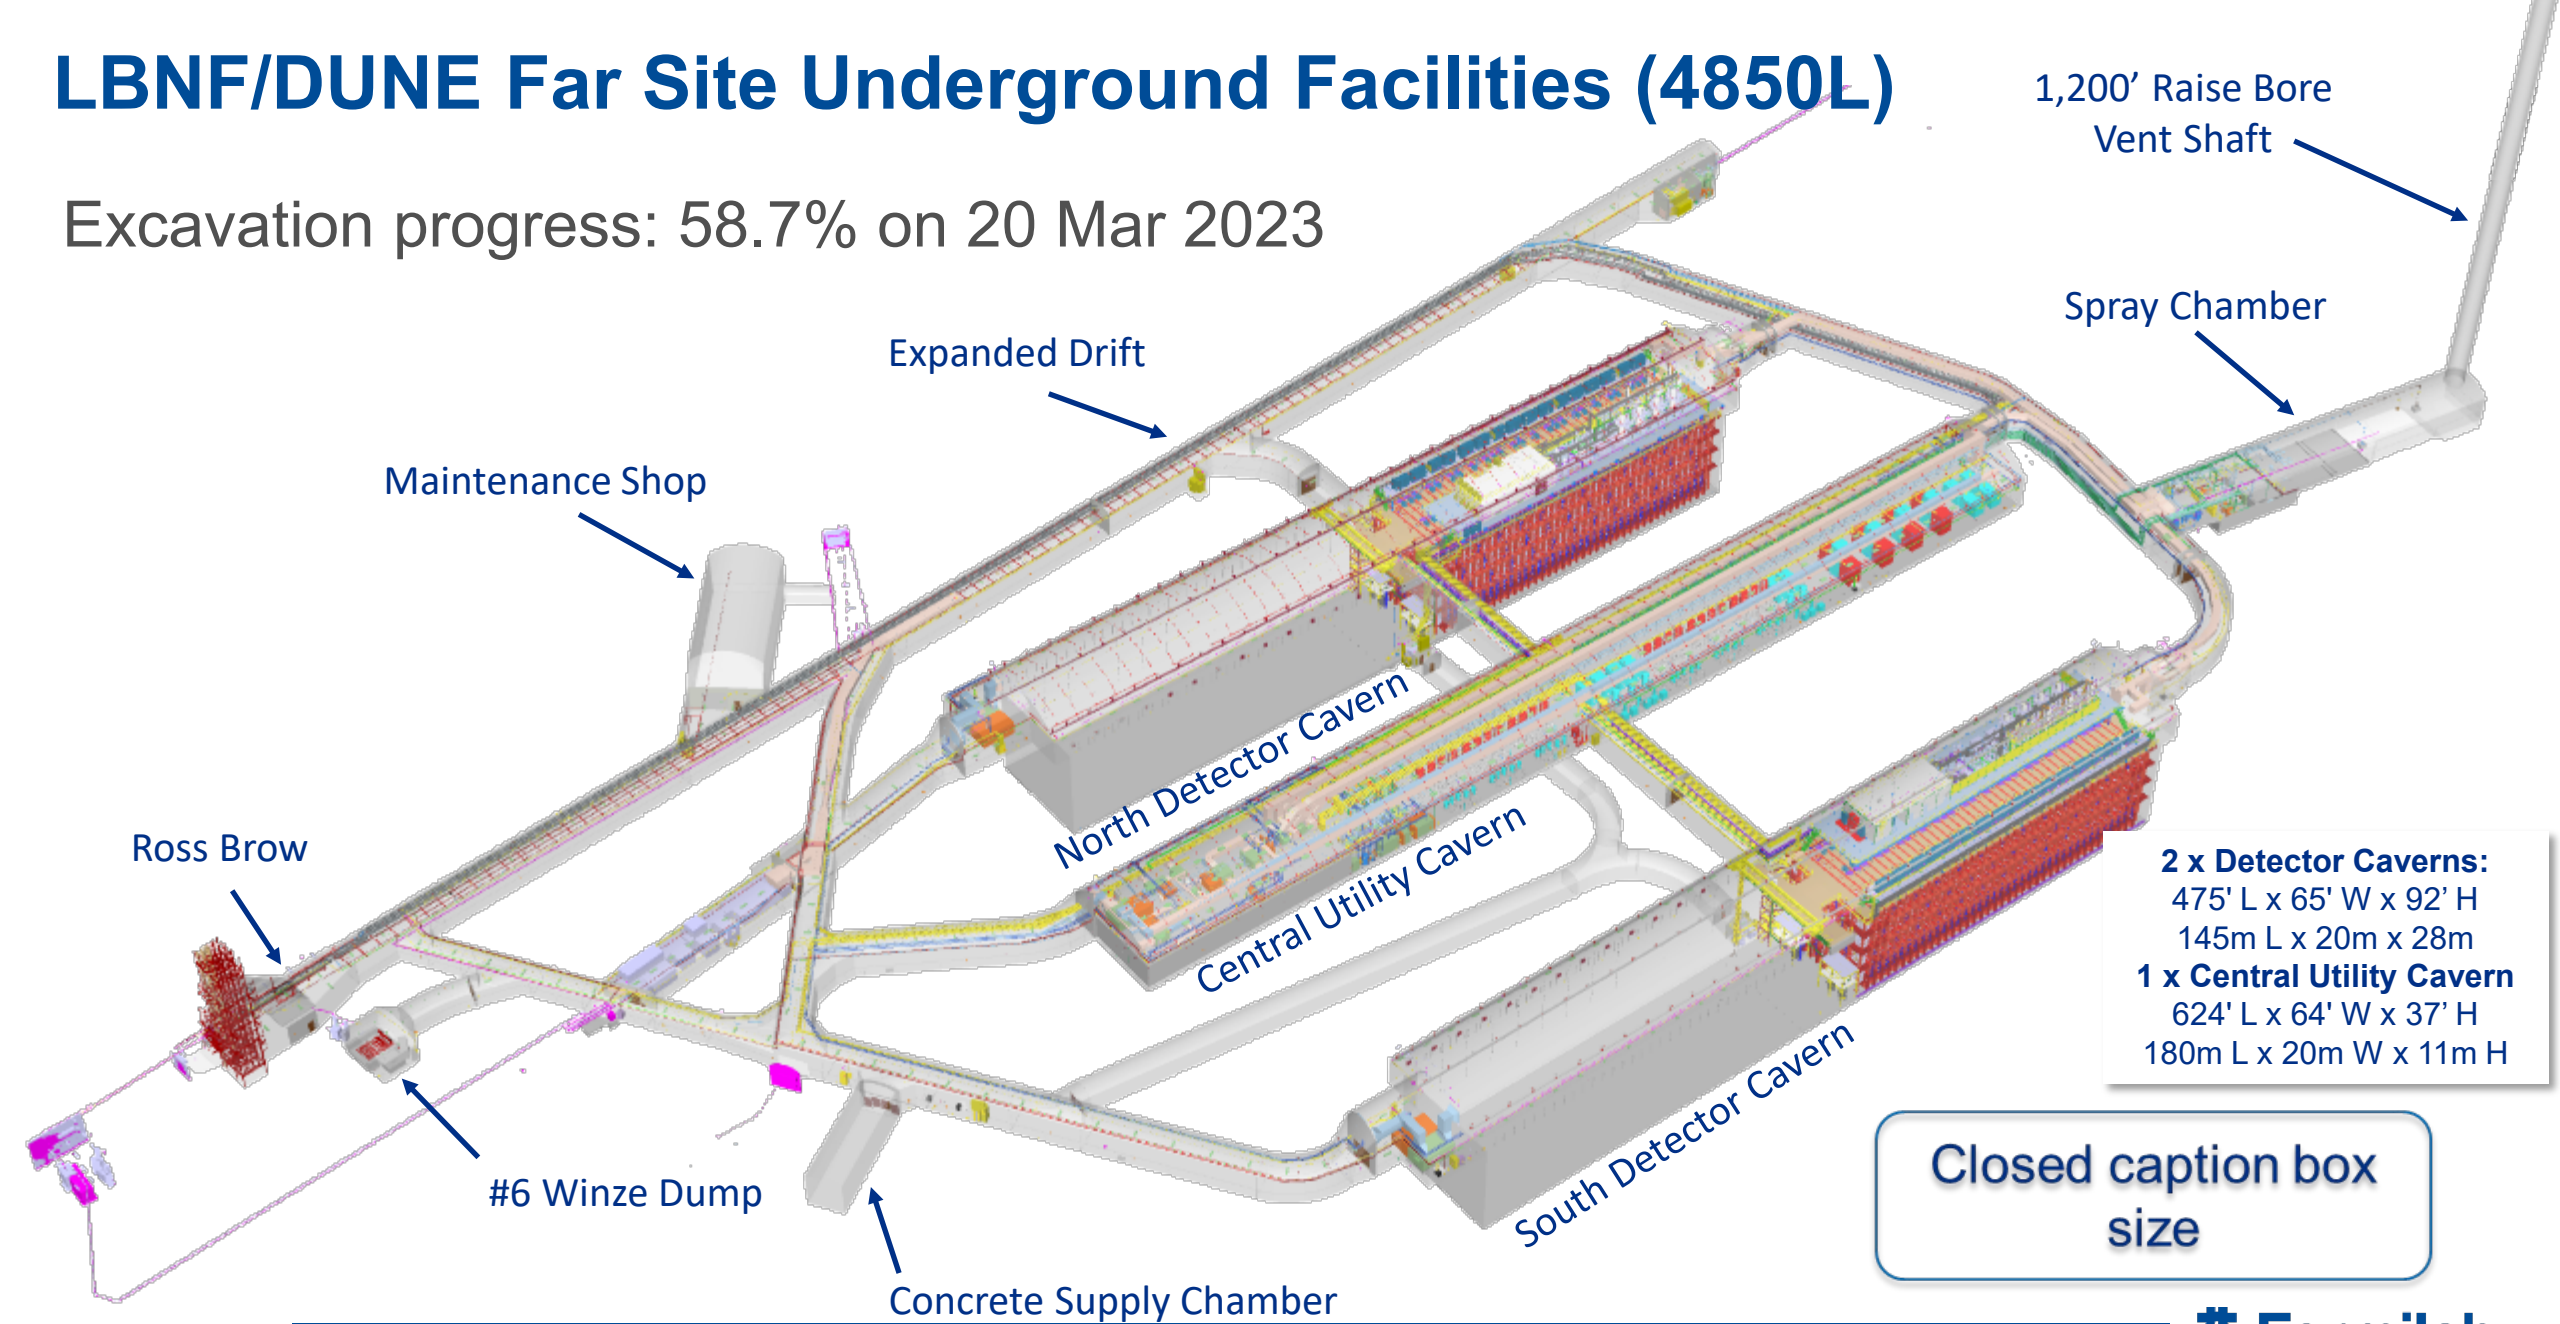 LBNF/DUNE Far Site Underground Facilities (4850L)
Excavation progress: 58.7% on 20 Mar 2023
1,200’ Raise Bore
Vent Shaft
Spray Chamber
Expanded Drift
Maintenance Shop
Ross Brow
North Detector Cavern
Central Utility Cavern
South Detector Cavern
#6 Winze Dump
Concrete Supply Chamber
2 x Detector Caverns:
475' L x 65' W x 92’ H
145m L x 20m x 28m
1 x Central Utility Cavern
624' L x 64' W x 37’ H
180m L x 20m W x 11m H
Closed caption box
size